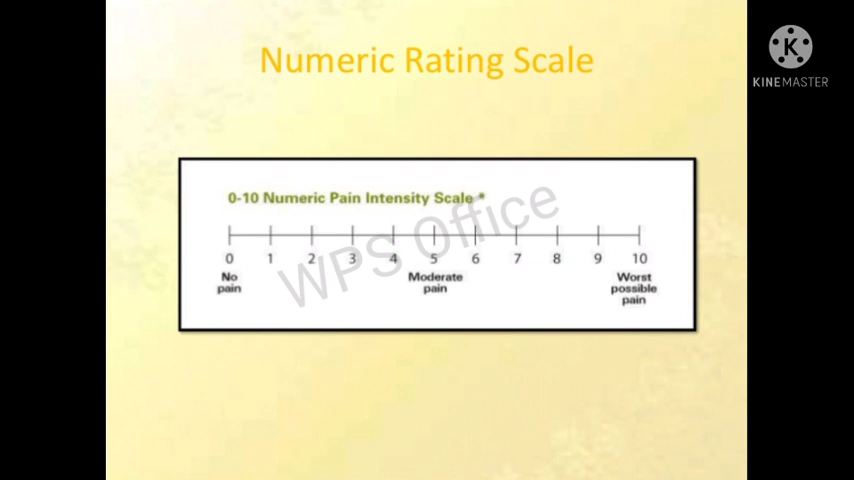 Numeric Rating Scale
KINEMASTER
0-10 Numeric Pain Intensity Scale *
0 1 2 3 4 5 6 7 8 9 10
No pain
Moderate pain
Worst possible pain
WPS Office